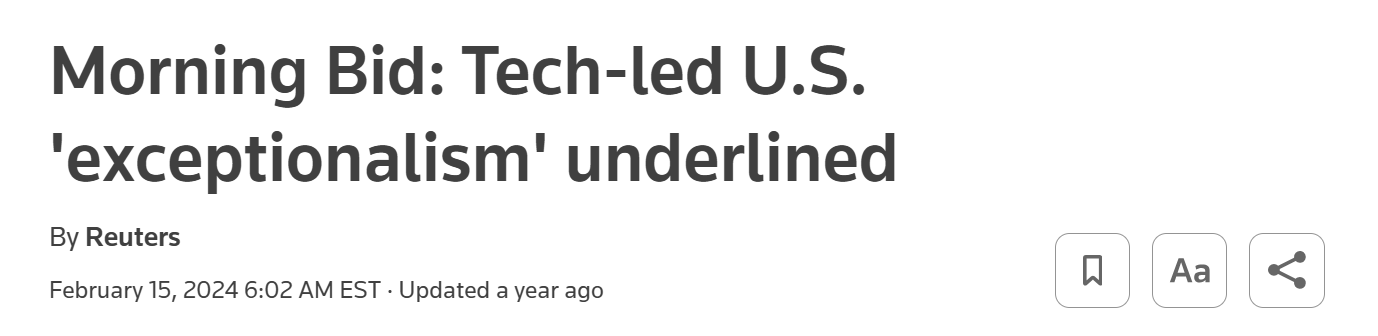 Morning Bid: Tech-led U.S.
'exceptionalism' underlined
By Reuters
February 15, 2024 6:02 AM EST · Updated a year ago
Aa